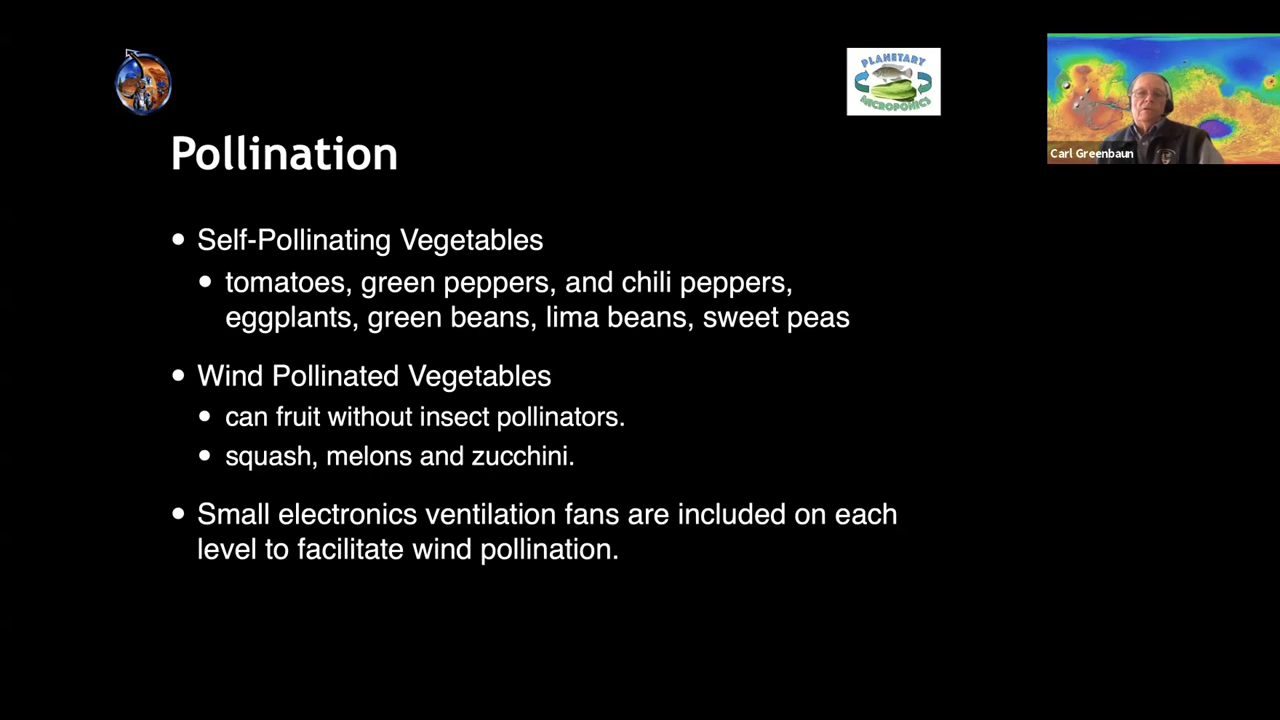 PLANETARY
MICROPONICS
Carl Greenbaun
Pollination
• Self-Pollinating Vegetables
• tomatoes, green peppers, and chili peppers,
eggplants, green beans, lima beans, sweet peas
• Wind Pollinated Vegetables
• can fruit without insect pollinators.
• squash, melons and zucchini.
• Small electronics ventilation fans are included on each
level to facilitate wind pollination.